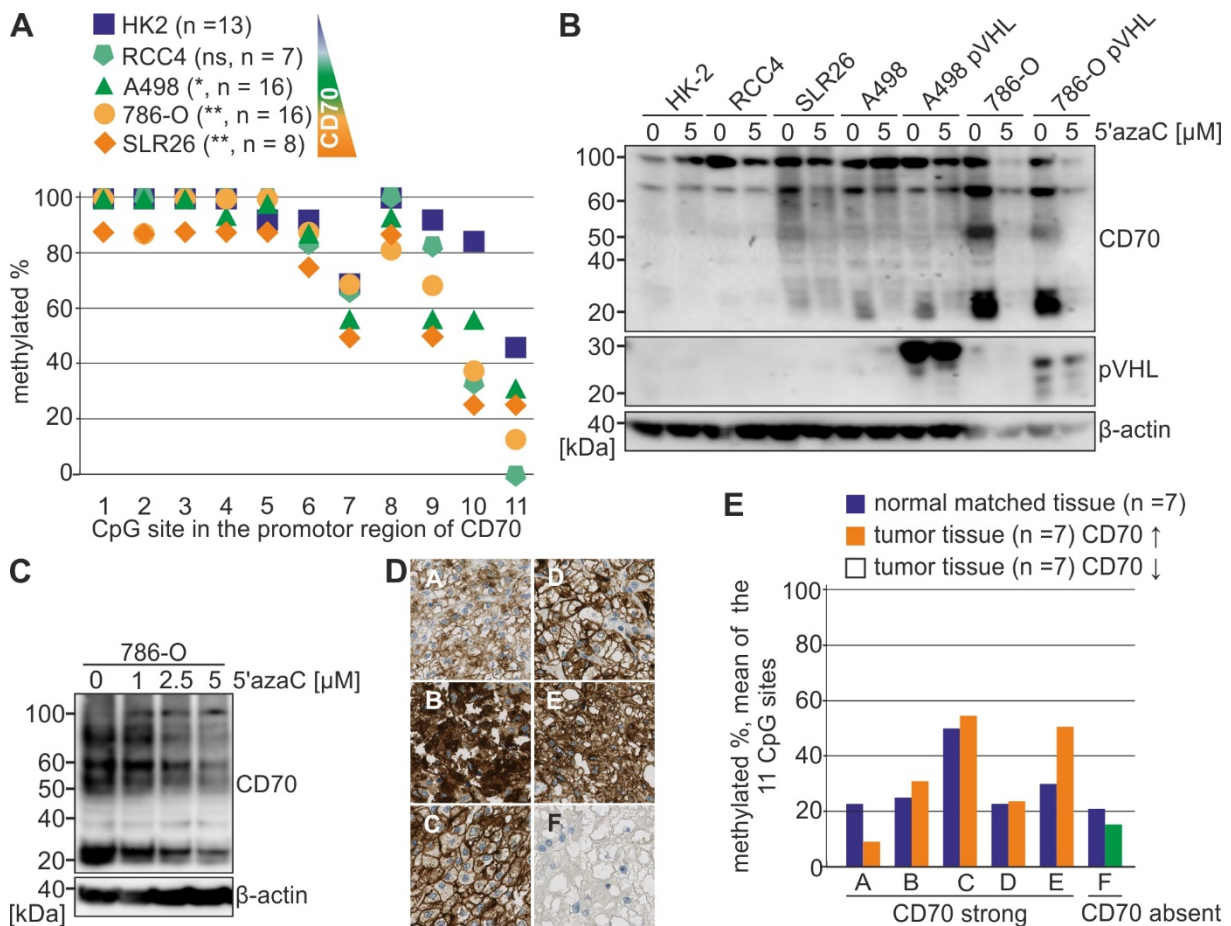 A
HK2 (n =13)
RCC4 (ns, n = 7)
A498 (*, n = 16)
786-O (**, n = 16)
SLR26 (**, n = 8)
CD70
methylated %
100
80
60
40
20
0
1 2 3 4 5 6 7 8 9 10 11
CpG site in the promotor region of CD70
B
HK-2 RCC4 SLR26 A498 A498 pVHL 786-O 786-O pVHL
0 5 0 5 0 5 0 5 0 5 0 5 0 5 5'azaC [µM]
100
60
50
40
20
CD70
30
20
pVHL
40
[kDa]
β-actin
C
786-O
0 1 2.5 5 5'azaC [µM]
100
60
50
40
20
CD70
40
[kDa]
β-actin
D
A D
B E
C F
E
normal matched tissue (n =7)
tumor tissue (n =7) CD70 ↑
tumor tissue (n =7) CD70 ↓
methylated %, mean of the
11 CpG sites
100
80
60
40
20
0
A B C D E F
CD70 strong CD70 absent